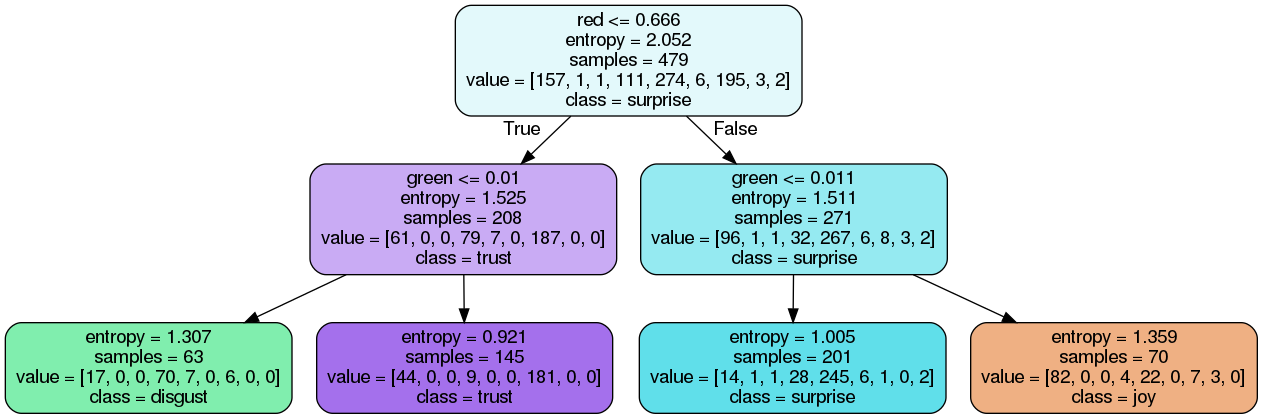 red <= 0.666
entropy = 2.052
samples = 479
value = [157, 1, 1, 111, 274, 6, 195, 3, 2]
class = surprise
True
False
green <= 0.01
entropy = 1.525
samples = 208
value = [61, 0, 0, 79, 7, 0, 187, 0, 0]
class = trust
green <= 0.011
entropy = 1.511
samples = 271
value = [96, 1, 1, 32, 267, 6, 8, 3, 2]
class = surprise
entropy = 1.307
samples = 63
value = [17, 0, 0, 70, 7, 0, 6, 0, 0]
class = disgust
entropy = 0.921
samples = 145
value = [44, 0, 0, 9, 0, 0, 181, 0, 0]
class = trust
entropy = 1.005
samples = 201
value = [14, 1, 1, 28, 245, 6, 1, 0, 2]
class = surprise
entropy = 1.359
samples = 70
value = [82, 0, 0, 4, 22, 0, 7, 3, 0]
class = joy